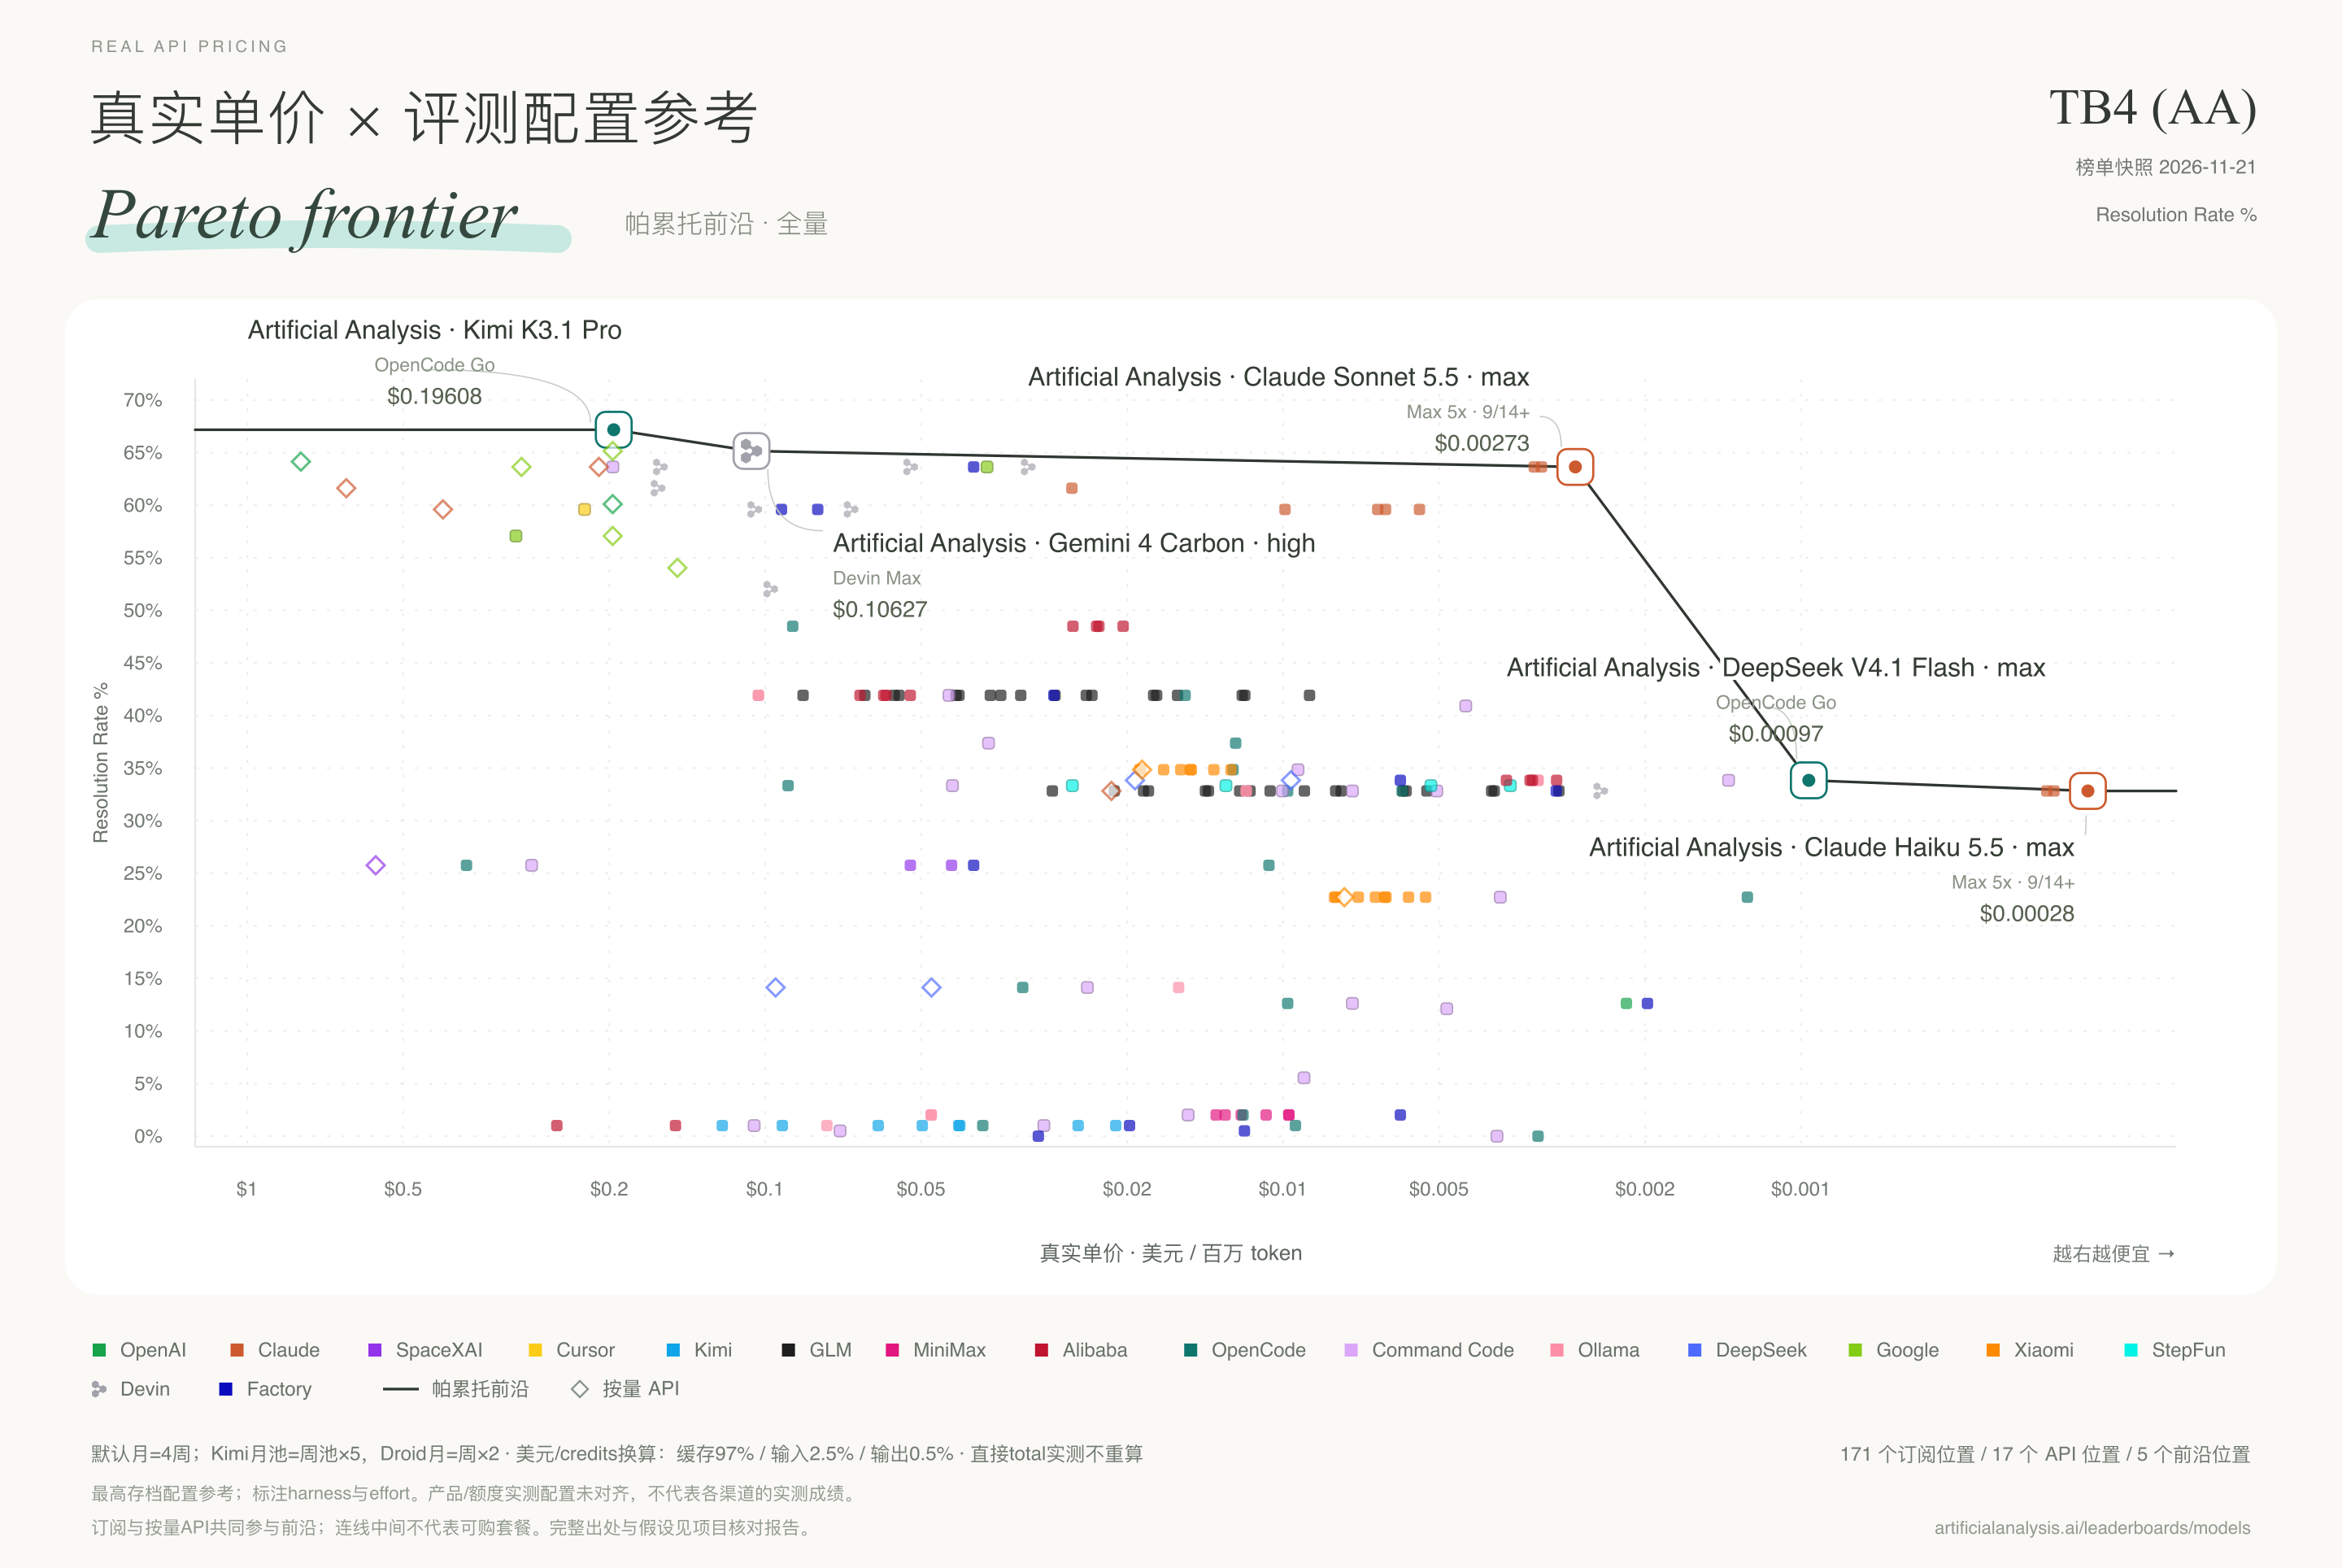 REAL API PRICING
真实单价 × 评测配置参考
Pareto frontier
帕累托前沿 · 全量
TB4 (AA)
榜单快照 2026-11-21
Resolution Rate %
Artificial Analysis · Kimi K3.1 Pro
OpenCode Go
$0.19608
Artificial Analysis · Claude Sonnet 5.5 · max
Max 5x · 9/14+
$0.00273
Artificial Analysis · Gemini 4 Carbon · high
Devin Max
$0.10627
Artificial Analysis · DeepSeek V4.1 Flash · max
OpenCode Go
$0.00097
Artificial Analysis · Claude Haiku 5.5 · max
Max 5x · 9/14+
$0.00028
Resolution Rate %
70%
65%
60%
55%
50%
45%
40%
35%
30%
25%
20%
15%
10%
5%
0%
$1 $0.5 $0.2 $0.1 $0.05 $0.02 $0.01 $0.005 $0.002 $0.001
真实单价 · 美元 / 百万 token
越右越便宜 →
OpenAI Claude SpaceXAI Cursor Kimi GLM MiniMax Alibaba OpenCode Command Code Ollama DeepSeek Google Xiaomi StepFun
Devin Factory 帕累托前沿 按量 API
默认月=4周；Kimi月池=周池×5，Droid月=周×2 · 美元/credits换算：缓存97% / 输入2.5% / 输出0.5% · 直接total实测不重算
171 个订阅位置 / 17 个 API 位置 / 5 个前沿位置
最高存档配置参考；标注harness与effort。产品/额度实测配置未对齐，不代表各渠道的实测成绩。
订阅与按量API共同参与前沿；连线中间不代表可购套餐。完整出处与假设见项目核对报告。
artificialanalysis.ai/leaderboards/models